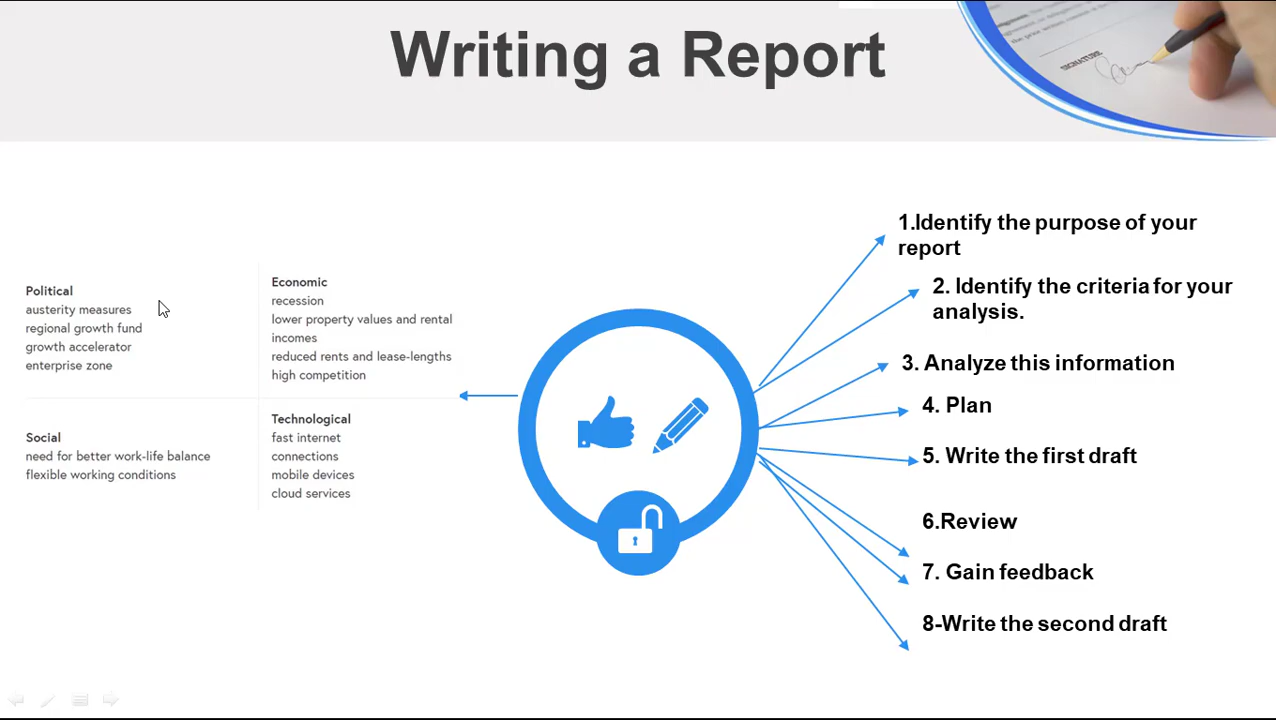 Writing a Report
Political
austerity measures
regional growth fund
growth accelerator
enterprise zone
Economic
recession
lower property values and rental
incomes
reduced rents and lease-lengths
high competition
Social
need for better work-life balance
flexible working conditions
Technological
fast internet
connections
mobile devices
cloud services
1.Identify the purpose of your
report
2. Identify the criteria for your
analysis.
3. Analyze this information
4. Plan
5. Write the first draft
6.Review
7. Gain feedback
8-Write the second draft